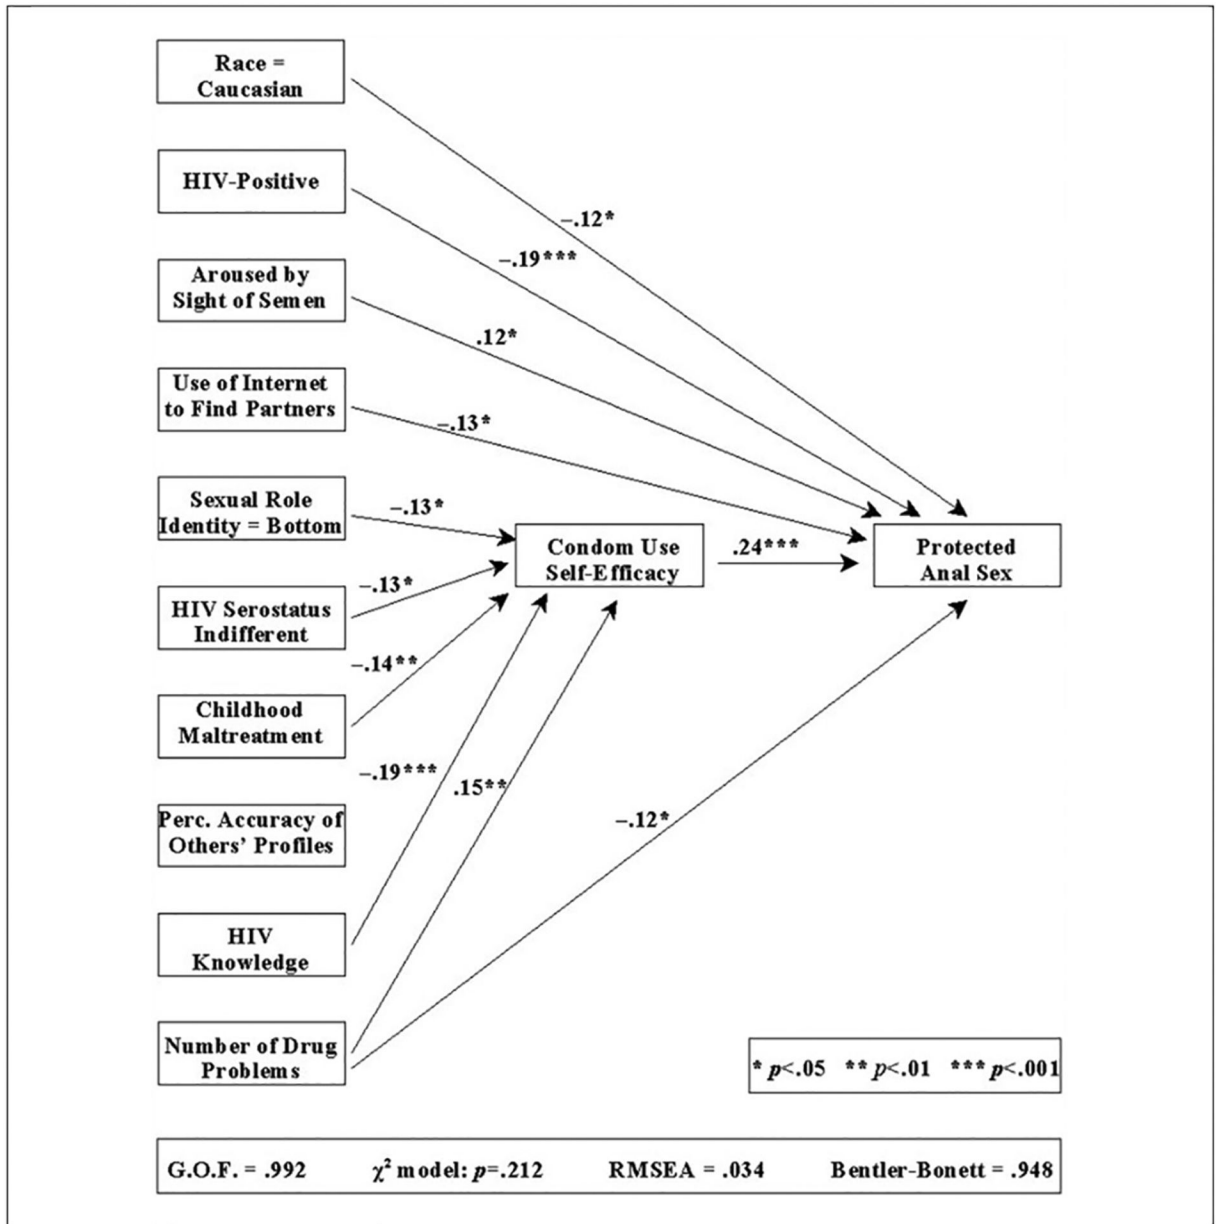 Race =
Caucasian
HIV-Positive
Aroused by
Sight of Semen
Use of Internet
to Find Partners
Sexual Role
Identity = Bottom
HIV Serostatus
Indifferent
Childhood
Maltreatment
Perc. Accuracy of
Others’ Profiles
HIV
Knowledge
Number of Drug
Problems
–.12*
–.19***
.12*
–.13*
–.13*
–.13*
–.14**
–.19***
.15**
–.12*
Condom Use
Self-Efficacy
.24***
Protected
Anal Sex
* p<.05 ** p<.01 *** p<.001
G.O.F. = .992 χ² model: p=.212 RMSEA = .034 Bentler-Bonett = .948